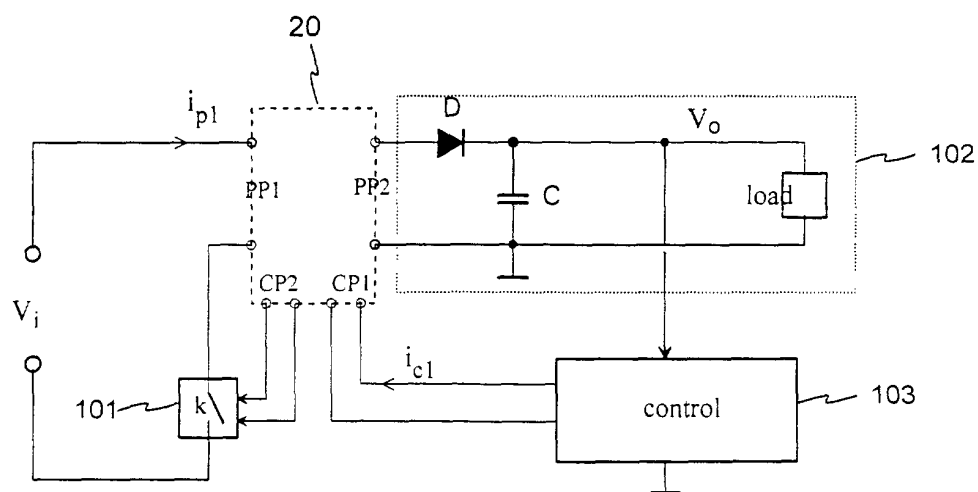 20
i_p1
D
V_o
102
PP1
PP2
C
load
V_i
CP2
CP1
i_c1
101
k
control
103